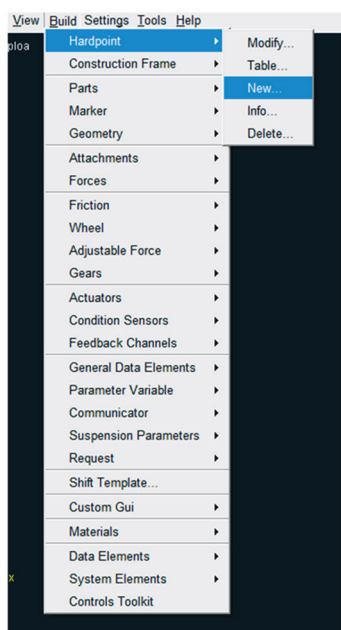 View Build Settings Tools Help
ploa
Hardpoint
Construction Frame
Parts
Marker
Geometry
Attachments
Forces
Friction
Wheel
Adjustable Force
Gears
Actuators
Condition Sensors
Feedback Channels
General Data Elements
Parameter Variable
Communicator
Suspension Parameters
Request
Shift Template...
Custom Gui
Materials
Data Elements
System Elements
Controls Toolkit
Modify...
Table...
New...
Info...
Delete...
x